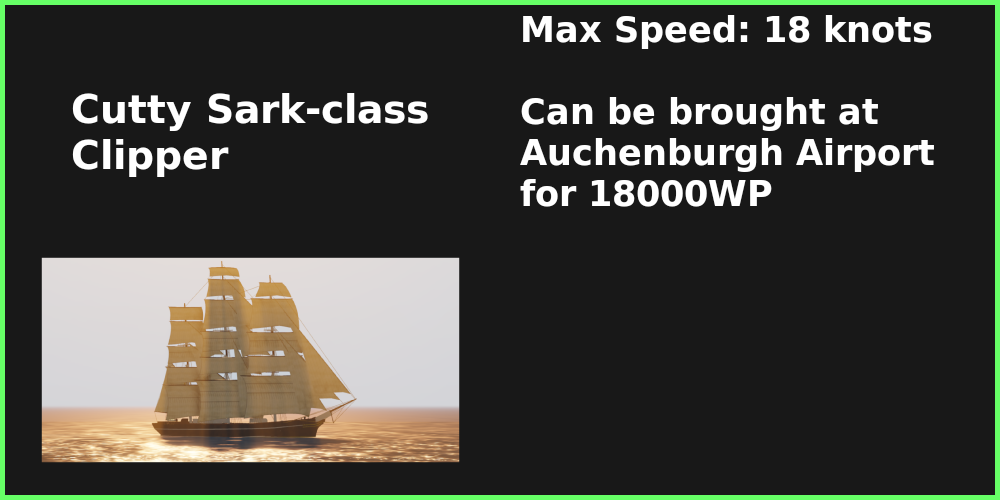 Cutty Sark-class
Clipper
Max Speed: 18 knots
Can be brought at
Auchenburgh Airport
for 18000WP